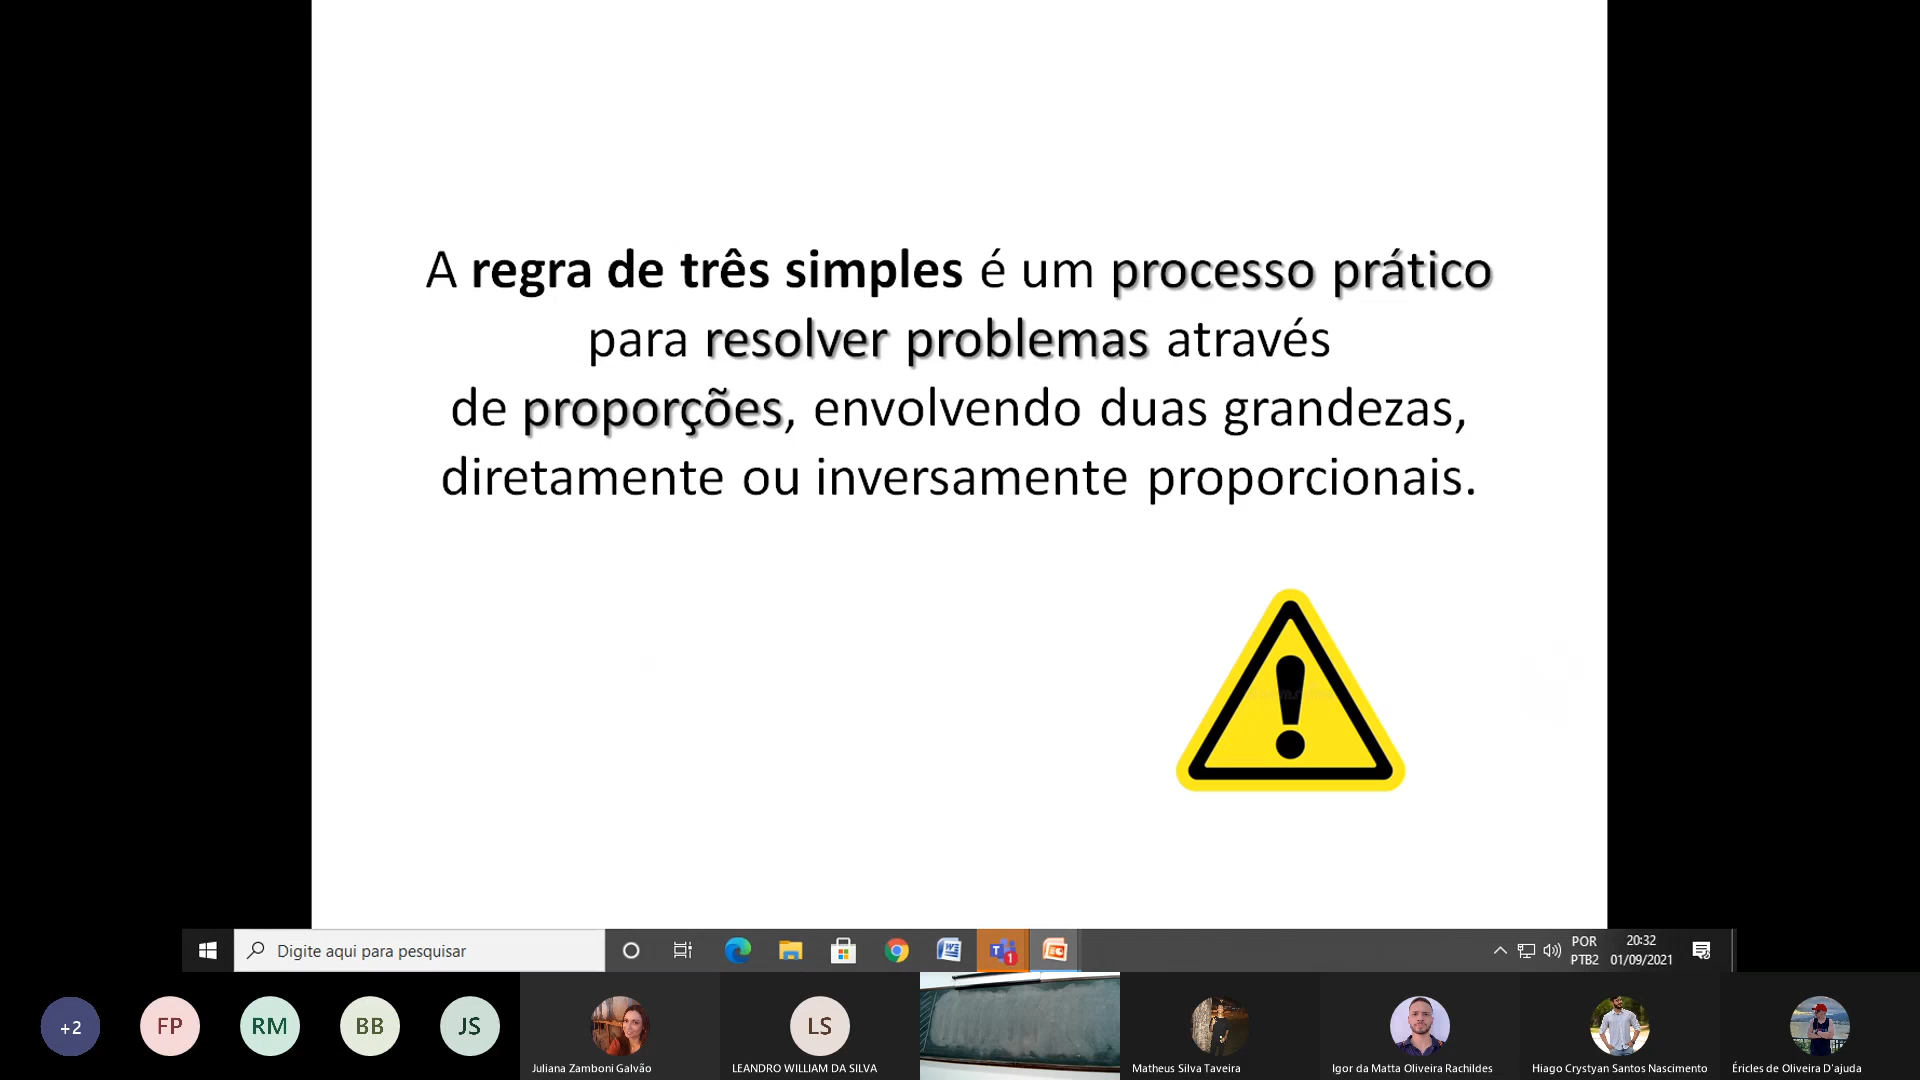 A regra de três simples é um processo prático
para resolver problemas através
de proporções, envolvendo duas grandezas,
diretamente ou inversamente proporcionais.
Digite aqui para pesquisar
1
POR
PTB2
20:32
01/09/2021
+2
FP
RM
BB
JS
LS
Juliana Zamboni Galvão
LEANDRO WILLIAM DA SILVA
Matheus Silva Taveira
Igor da Matta Oliveira Rachildes
Hiago Crystyan Santos Nascimento
Éricles de Oliveira D'ajuda